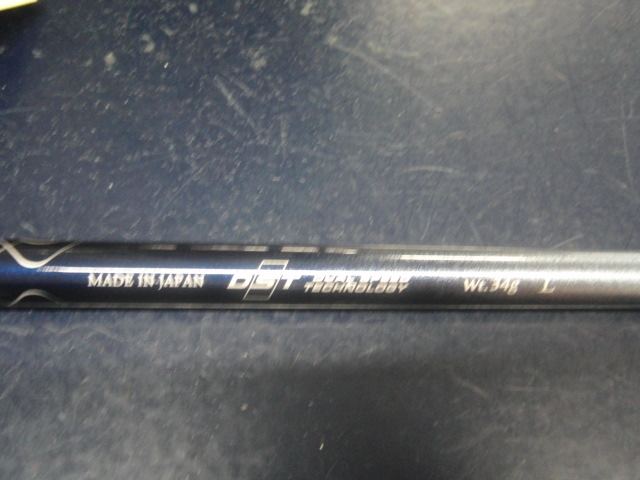 MADE IN JAPAN
DST
TECHNOLOGY
Wt. 34g L